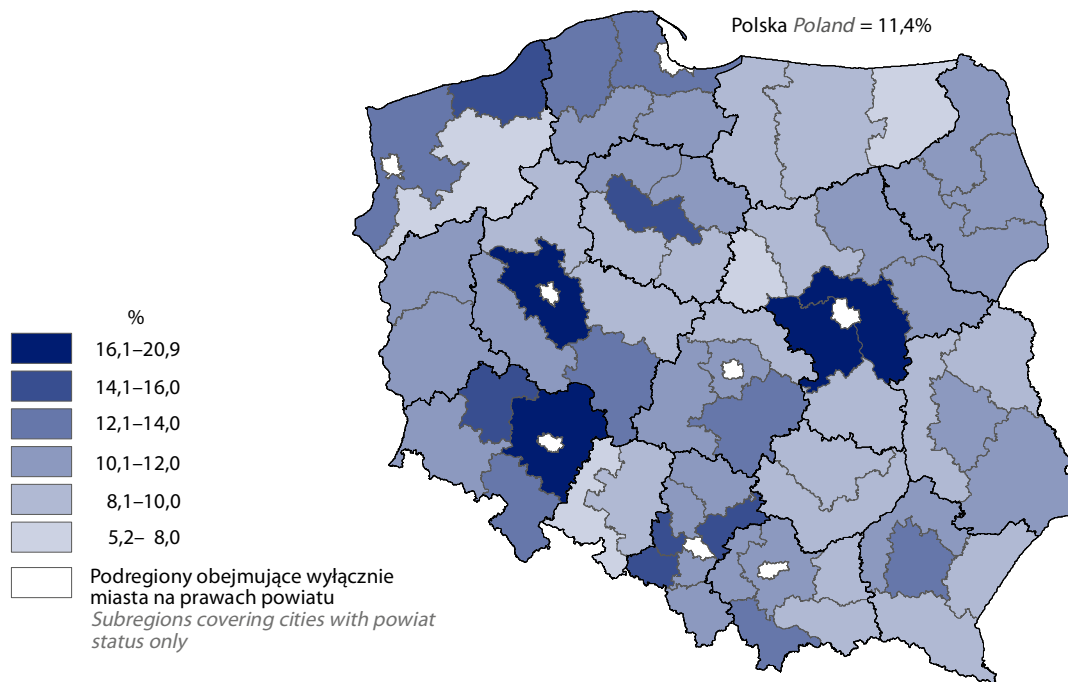 Polska Poland = 11,4%
%
16,1–20,9
14,1–16,0
12,1–14,0
10,1–12,0
8,1–10,0
5,2– 8,0
Podregiony obejmujące wyłącznie
miasta na prawach powiatu
Subregions covering cities with powiat
status only